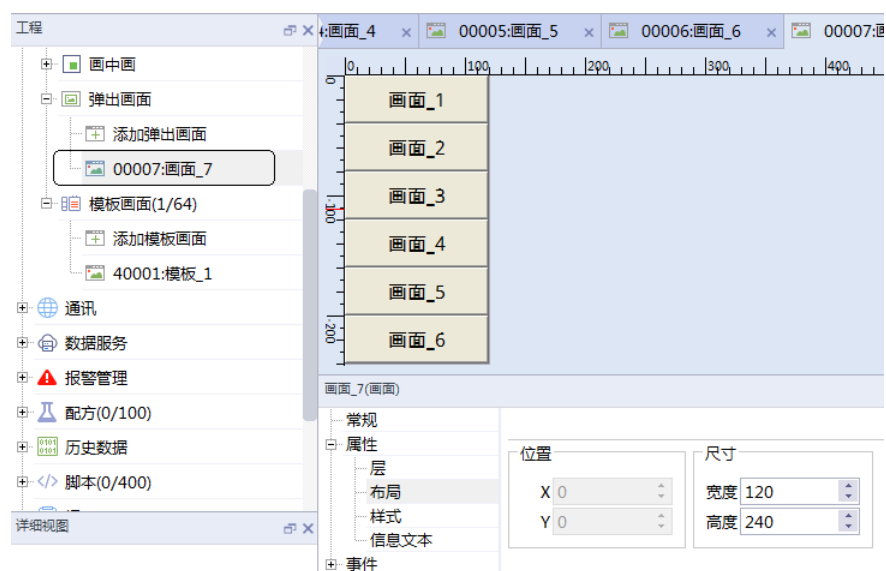 工程
画中画
弹出画面
添加弹出画面
00007:画面_7
模板画面(1/64)
添加模板画面
40001:模板_1
通讯
数据服务
报警管理
配方(0/100)
历史数据
脚本(0/400)
详细视图
:画面_4 × 00005:画面_5 × 00006:画面_6 × 00007:
0 100 200 300 400
0
100
200
画面_1
画面_2
画面_3
画面_4
画面_5
画面_6
画面_7(画面)
常规
属性
层
布局
样式
信息文本
事件
位置
X 0
Y 0
尺寸
宽度 120
高度 240